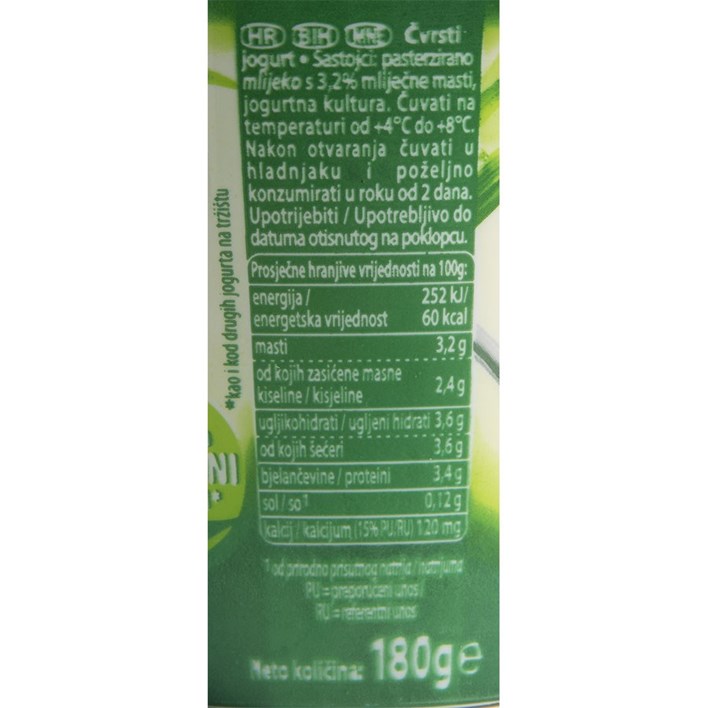 HR BIH MNE Čvrsti
jogurt • Sastojci: pasterizirano
mlijeko s 3,2% mliječne masti,
jogurtna kultura. Čuvati na
temperaturi od +4°C do +8°C.
Nakon otvaranja čuvati u
hladnjaku i poželjno
konzumirati u roku od 2 dana.
Upotrijebiti / Upotrebljivo do
datuma otisnutog na poklopcu.
Prosječne hranjive vrijednosti na 100g:
energija / 252 kJ/
energetska vrijednost 60 kcal
masti 3,2 g
od kojih zasićene masne
kiseline / kisjeline 2,4 g
ugljikohidrati / ugljeni hidrati 3,6 g
od kojih šećeri 3,6 g
bjelančevine / proteini 3,4 g
sol / so¹ 0,12 g
kalcij / kalcijum (15% PU/RU) 120 mg
¹ od prirodno prisutnog natrija / natrijuma
PU = preporučeni unos /
RU = referentni unos
Neto količina: 180g e
*kao i kod drugih jogurta na tržištu
NI
*